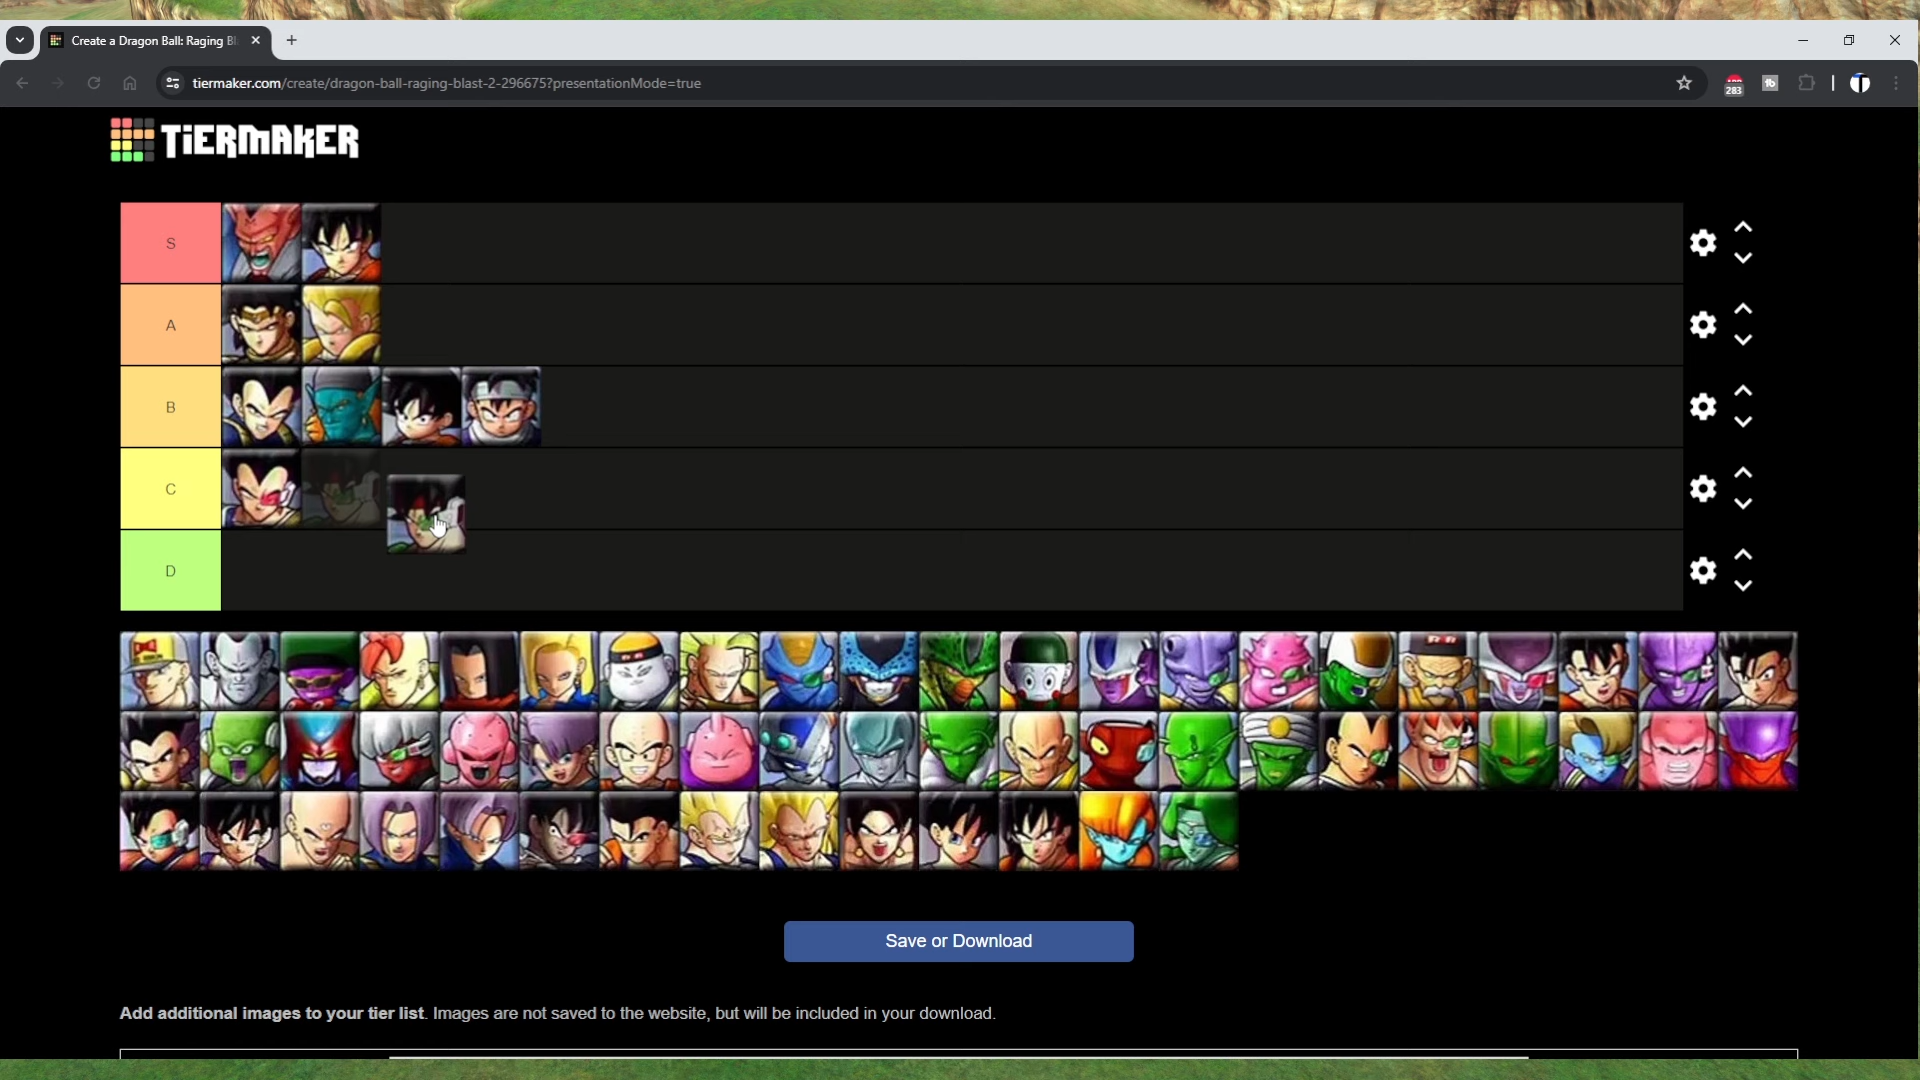 Create a Dragon Ball: Raging Bl
tiermaker.com/create/dragon-ball-raging-blast-2-296675?presentationMode=true
283
TiERMAKER
S
A
B
C
D
Save or Download
Add additional images to your tier list. Images are not saved to the website, but will be included in your download.